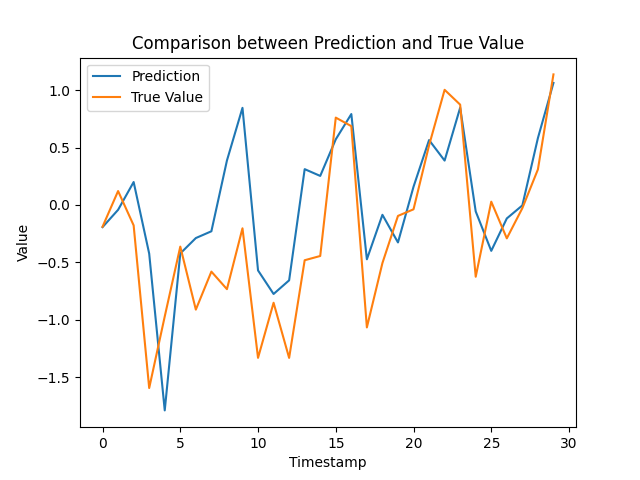 Comparison between Prediction and True Value
Prediction
True Value
1.0
0.5
0.0
−0.5
−1.0
−1.5
Value
0 5 10 15 20 25 30
Timestamp